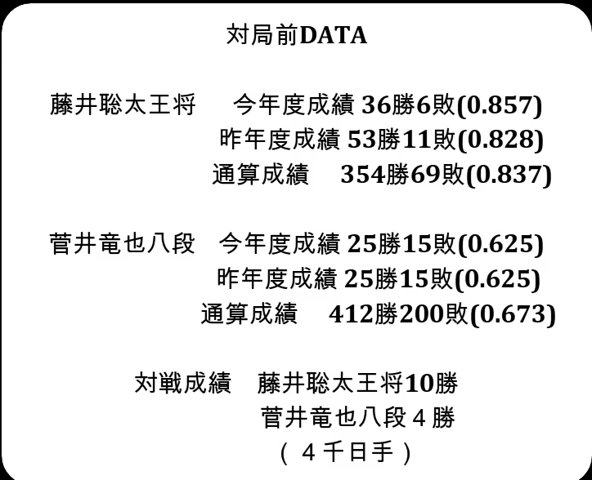 対局前DATA
藤井聡太王将 今年度成績 36勝6敗(0.857)
昨年度成績 53勝11敗(0.828)
通算成績 354勝69敗(0.837)
菅井竜也八段 今年度成績 25勝15敗(0.625)
昨年度成績 25勝15敗(0.625)
通算成績 412勝200敗(0.673)
対戦成績 藤井聡太王将10勝
菅井竜也八段４勝
(４千日手)